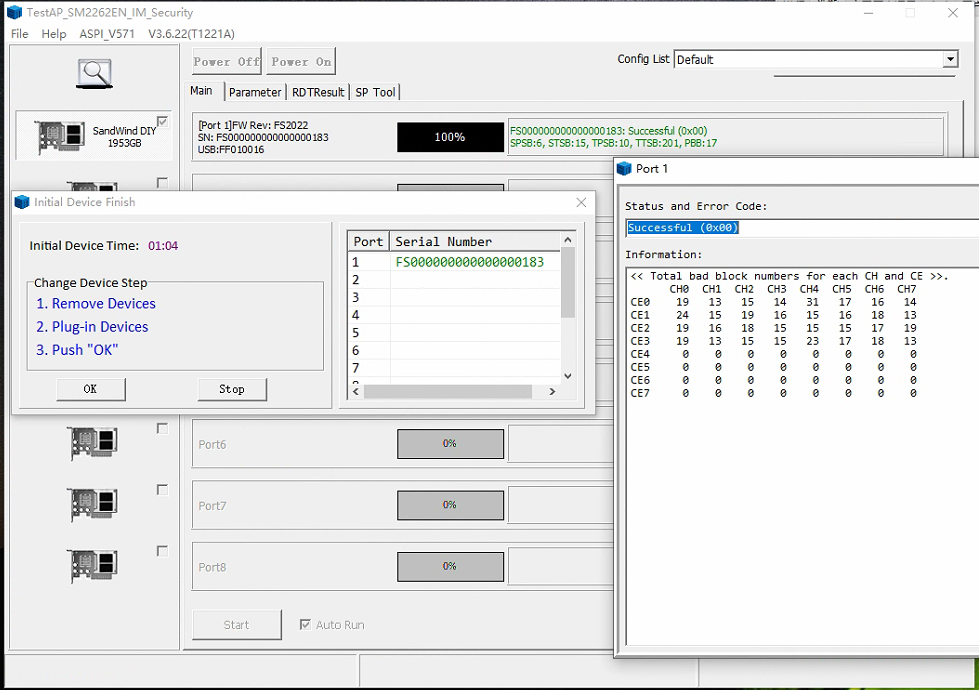 TestAP_SM2262EN_IM_Security
File Help ASPI_V571 V3.6.22(T1221A)
Power Off Power On
Config List Default
Main Parameter RDTResult SP Tool
SandWind DIY
1953GB
[Port 1]FW Rev: FS2022
SN: FS000000000000000183
USB:FF010016
100%
FS000000000000000183: Successful (0x00)
SPSB:6, STSB:15, TPSB:10, TTSB:201, PBB:17
Initial Device Finish
Initial Device Time: 01:04
Change Device Step
1. Remove Devices
2. Plug-in Devices
3. Push "OK"
OK Stop
Port Serial Number
1 FS000000000000000183
2
3
4
5
6
7
Port6 0%
Port7 0%
Port8 0%
Start Auto Run
Port 1
Status and Error Code:
Successful (0x00)
Information:
<< Total bad block numbers for each CH and CE >>.
CH0 CH1 CH2 CH3 CH4 CH5 CH6 CH7
CE0 19 13 15 14 31 17 16 14
CE1 24 15 19 16 15 16 18 13
CE2 19 16 18 15 15 15 17 19
CE3 19 13 15 15 23 17 18 13
CE4 0 0 0 0 0 0 0 0
CE5 0 0 0 0 0 0 0 0
CE6 0 0 0 0 0 0 0 0
CE7 0 0 0 0 0 0 0 0